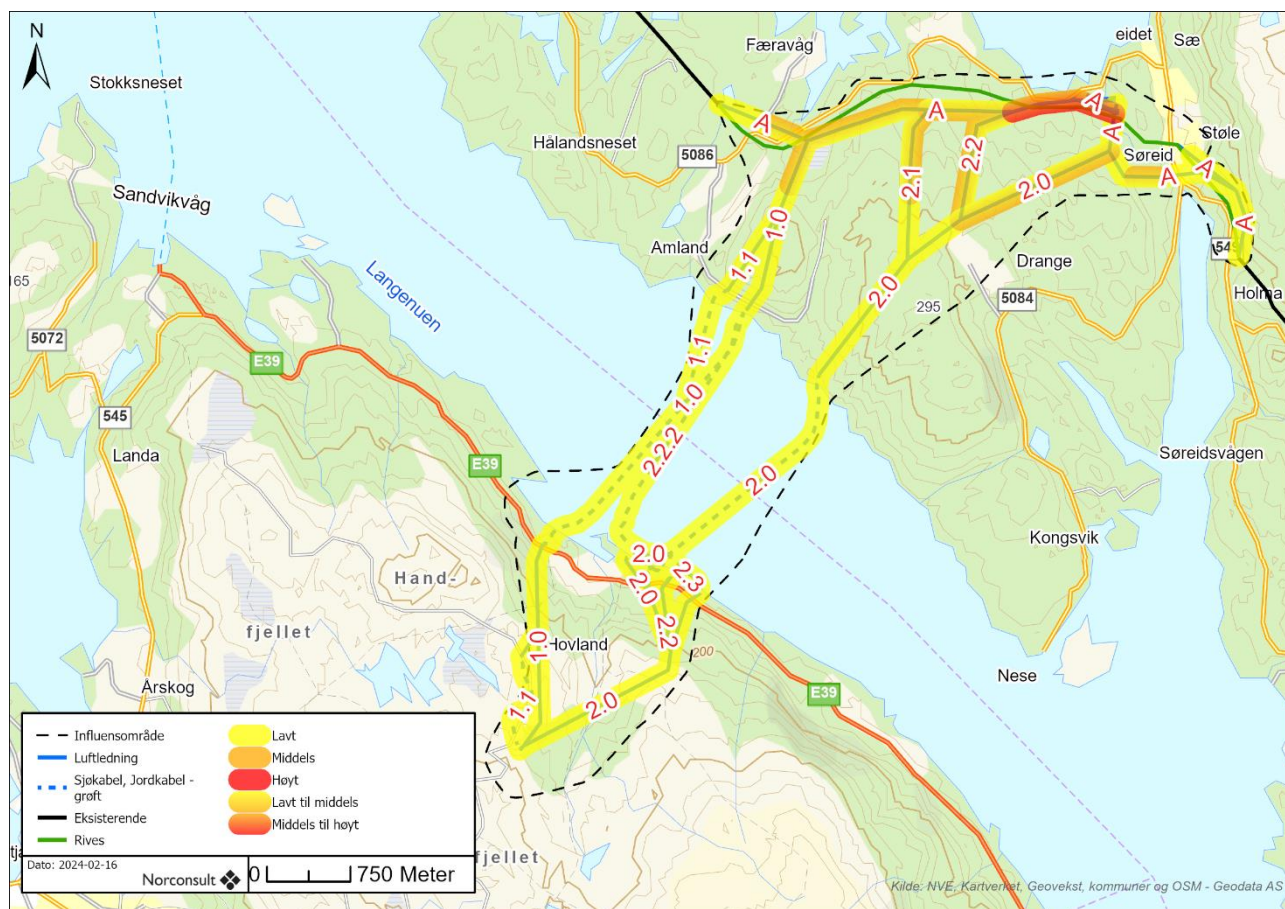 N
Stokksneset
Færavåg
eidet
Sæ
A
A
A
Hålandsneset
5086
Støle
A
Søreid
A
A
2.2
2.1
2.0
A
Sandvikvåg
Langenuen
Amland
1.1
1.0
Drange
54
Holma
165
5072
E39
2.0
295
5084
1.1
1.0
545
Landa
E39
2.2.2
Søreidsvågen
2.0
Kongsvik
2.0
2.0
2.3
Hand-
fjellet
1.0
Hovland
2.2
200
Nese
Årskog
1.1
2.0
E39
Influensområde
Luftledning
Sjøkabel, Jordkabel -
grøft
Eksisterende
Rives
Lavt
Middels
Høyt
Lavt til middels
Middels til høyt
fjellet
Dato: 2024-02-16
Norconsult
0 750 Meter
Kilde: NVE, Kartverket, Geovekst, kommuner og OSM - Geodata AS